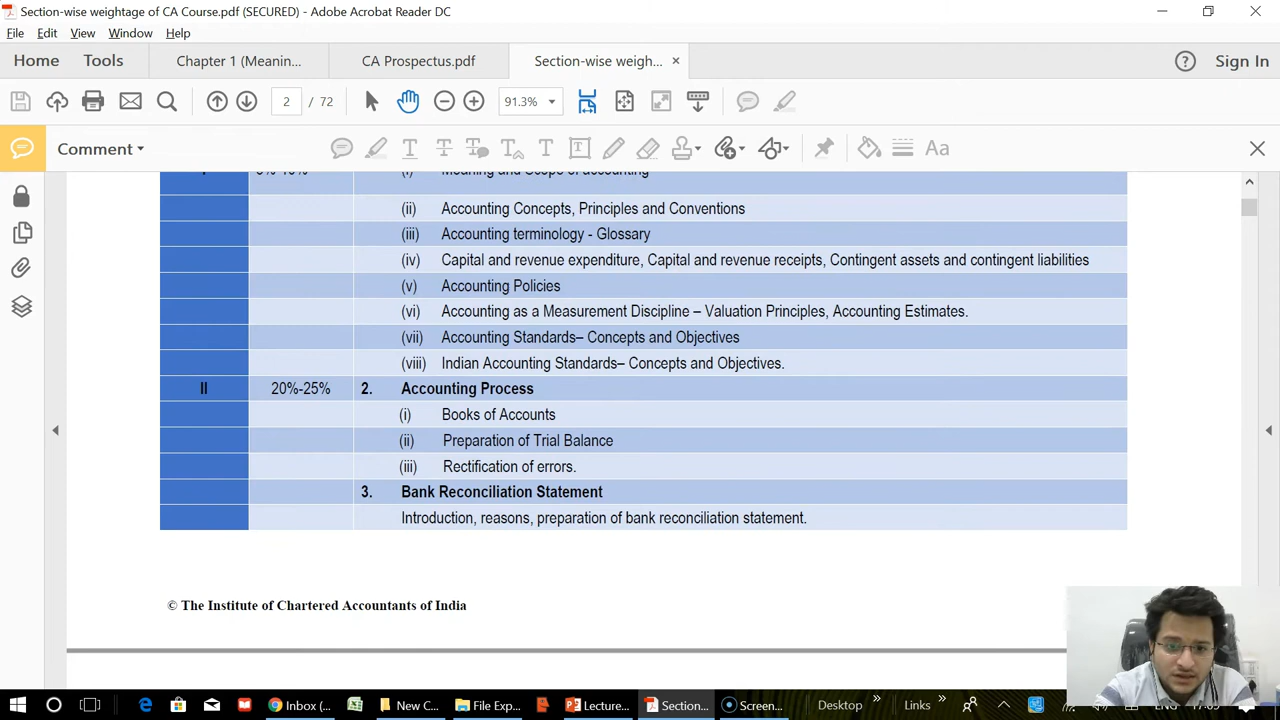 Section-wise weightage of CA Course.pdf (SECURED) - Adobe Acrobat Reader DC
File Edit View Window Help
Home Tools Chapter 1 (Meanin... CA Prospectus.pdf Section-wise weigh... × Sign In
2 / 72 91.3%
Comment
(i) Meaning and Scope of accounting
(ii) Accounting Concepts, Principles and Conventions
(iii) Accounting terminology - Glossary
(iv) Capital and revenue expenditure, Capital and revenue receipts, Contingent assets and contingent liabilities
(v) Accounting Policies
(vi) Accounting as a Measurement Discipline – Valuation Principles, Accounting Estimates.
(vii) Accounting Standards– Concepts and Objectives
(viii) Indian Accounting Standards– Concepts and Objectives.
II 20%-25% 2. Accounting Process
(i) Books of Accounts
(ii) Preparation of Trial Balance
(iii) Rectification of errors.
3. Bank Reconciliation Statement
Introduction, reasons, preparation of bank reconciliation statement.
© The Institute of Chartered Accountants of India
Inbox (... New C... File Exp... Lecture... Section... Screen... Desktop » Links » ENG